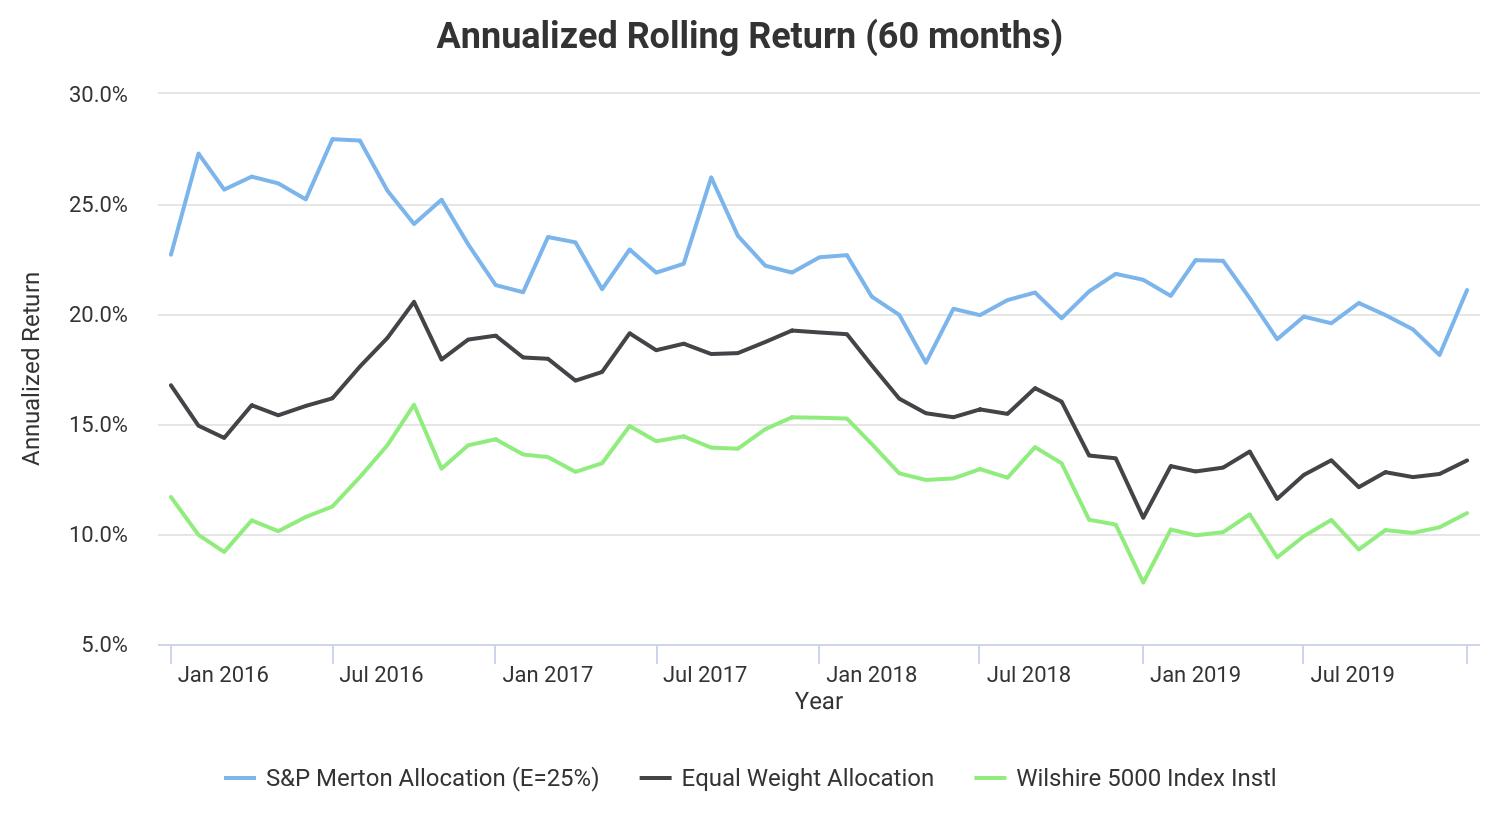 Annualized Rolling Return (60 months)
30.0%
25.0%
20.0%
15.0%
10.0%
5.0%
Annualized Return
Jan 2016 Jul 2016 Jan 2017 Jul 2017 Jan 2018 Jul 2018 Jan 2019 Jul 2019
Year
S&P Merton Allocation (E=25%) Equal Weight Allocation Wilshire 5000 Index Instl